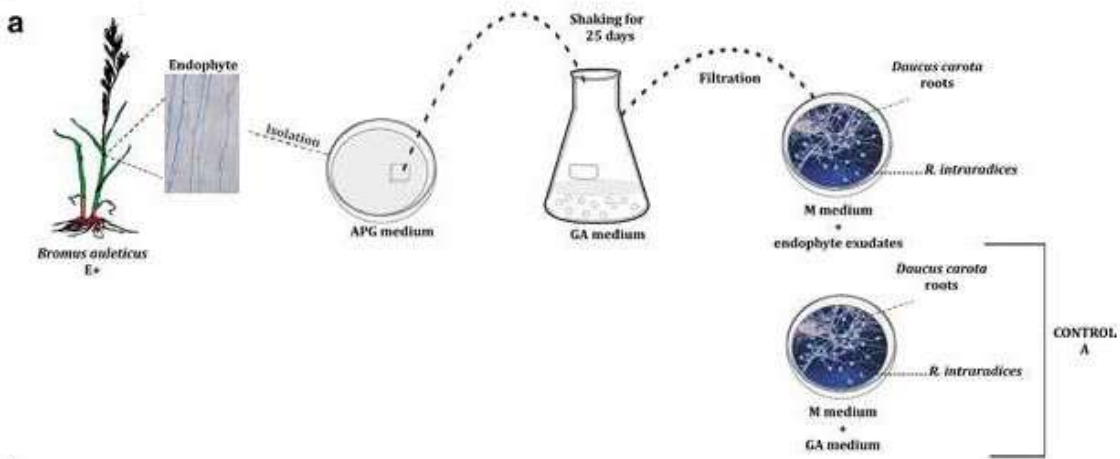 a
Endophyte
Isolation
Bromus auleticus
E+
APG medium
Shaking for
25 days
GA medium
Filtration
Daucus carota
roots
R. intraradices
M medium
+
endophyte exudates
Daucus carota
roots
R. intraradices
M medium
+
GA medium
CONTROL
A